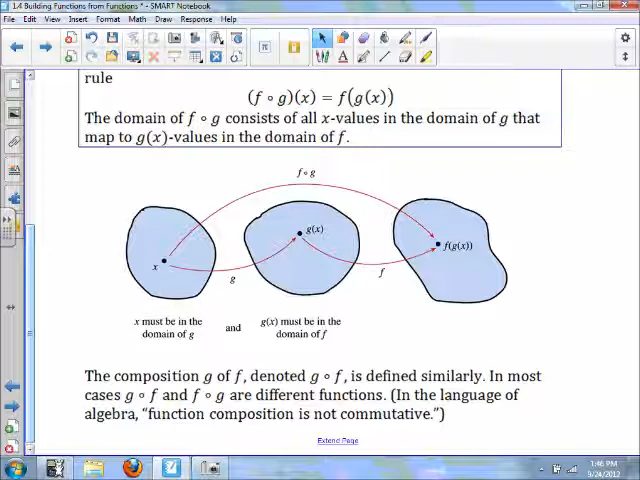 1.4 Building Functions from Functions * - SMART Notebook
File Edit View Insert Format Math Draw Response Help
rule
(f ∘ g)(x) = f(g(x))
The domain of f ∘ g consists of all x-values in the domain of g that
map to g(x)-values in the domain of f.
f ∘ g
g(x)
f(g(x))
x
g
f
x must be in the
domain of g
and
g(x) must be in the
domain of f
The composition g of f, denoted g ∘ f, is defined similarly. In most
cases g ∘ f and f ∘ g are different functions. (In the language of
algebra, “function composition is not commutative.”)
Extend Page
1:46 PM
9/24/2012